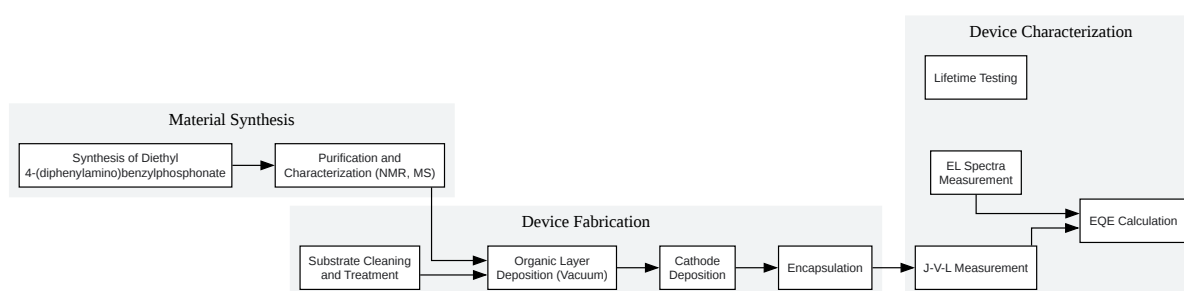 Device Characterization
Lifetime Testing
Material Synthesis
Synthesis of Diethyl
4-(diphenylamino)benzylphosphonate
Purification and
Characterization (NMR, MS)
EL Spectra
Measurement
EQE Calculation
Device Fabrication
Substrate Cleaning
and Treatment
Organic Layer
Deposition (Vacuum)
Cathode
Deposition
Encapsulation
J-V-L Measurement